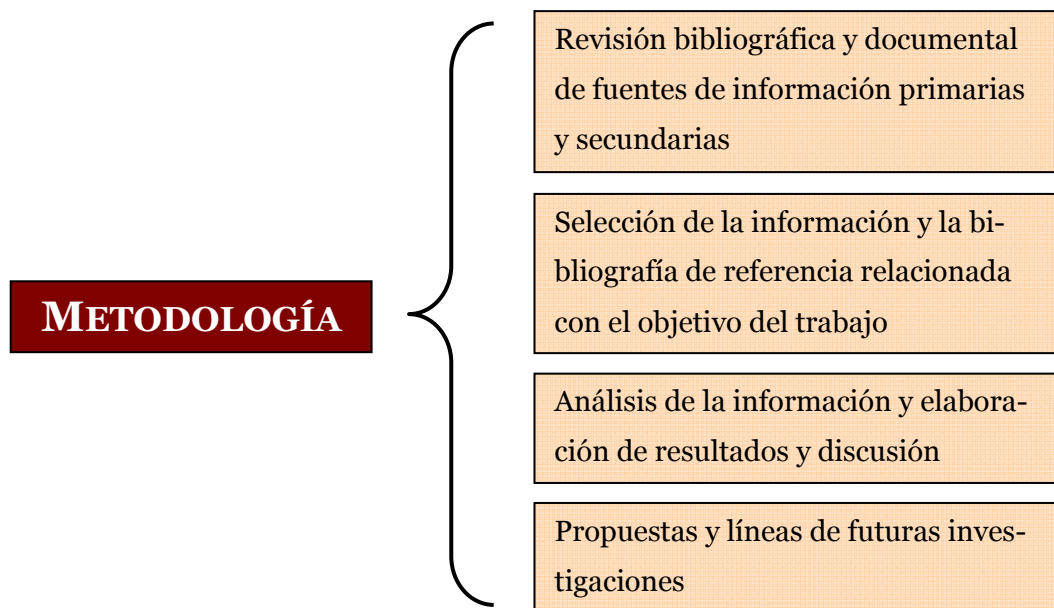 METODOLOGÍA
Revisión bibliográfica y documental
de fuentes de información primarias
y secundarias
Selección de la información y la bi-
bliografía de referencia relacionada
con el objetivo del trabajo
Análisis de la información y elabora-
ción de resultados y discusión
Propuestas y líneas de futuras inves-
tigaciones